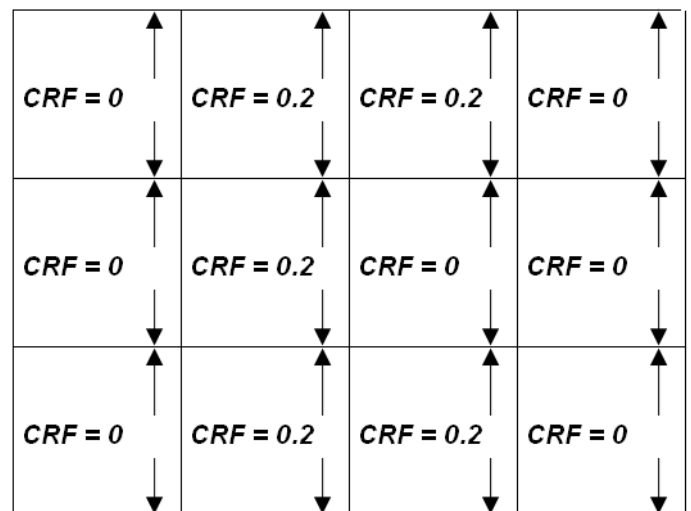 CRF = 0 CRF = 0.2 CRF = 0.2 CRF = 0
CRF = 0 CRF = 0.2 CRF = 0 CRF = 0
CRF = 0 CRF = 0.2 CRF = 0.2 CRF = 0